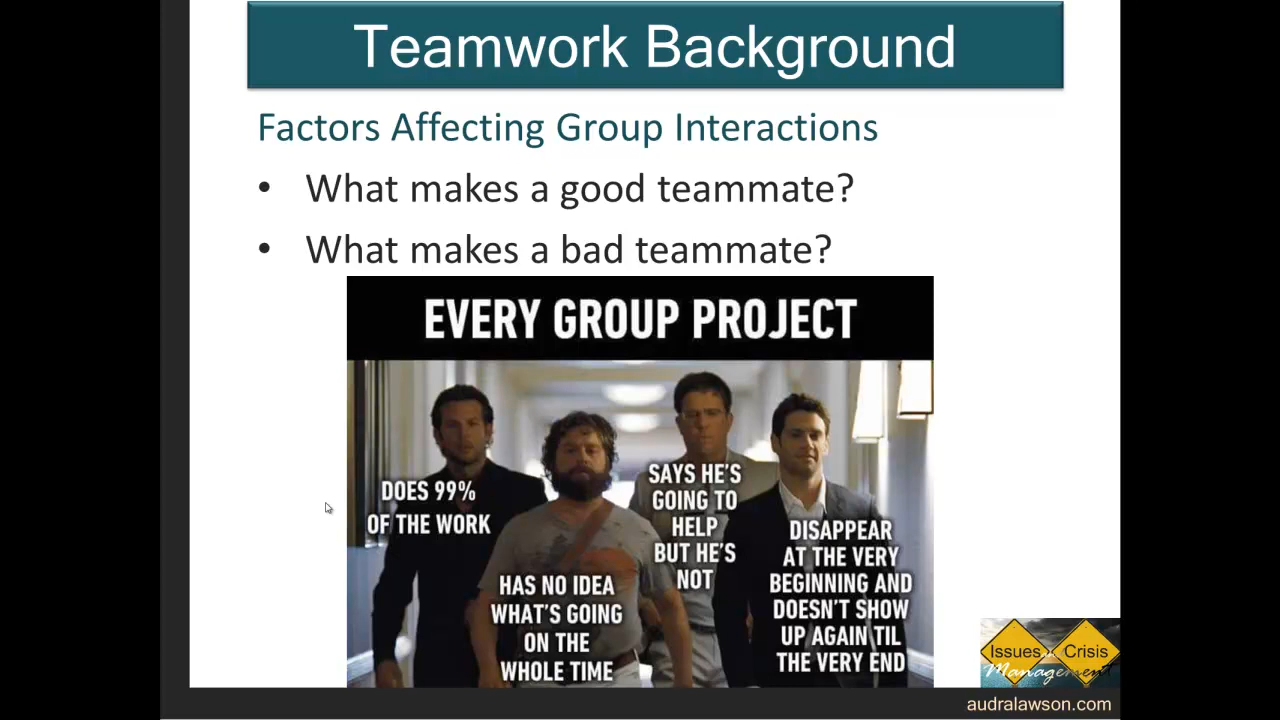 Teamwork Background
Factors Affecting Group Interactions
• What makes a good teammate?
• What makes a bad teammate?
EVERY GROUP PROJECT
DOES 99%
OF THE WORK
HAS NO IDEA
WHAT'S GOING
ON THE
WHOLE TIME
SAYS HE'S
GOING TO
HELP
BUT HE'S
NOT
DISAPPEAR
AT THE VERY
BEGINNING AND
DOESN'T SHOW
UP AGAIN TIL
THE VERY END
Issues Crisis
Management
audralawson.com